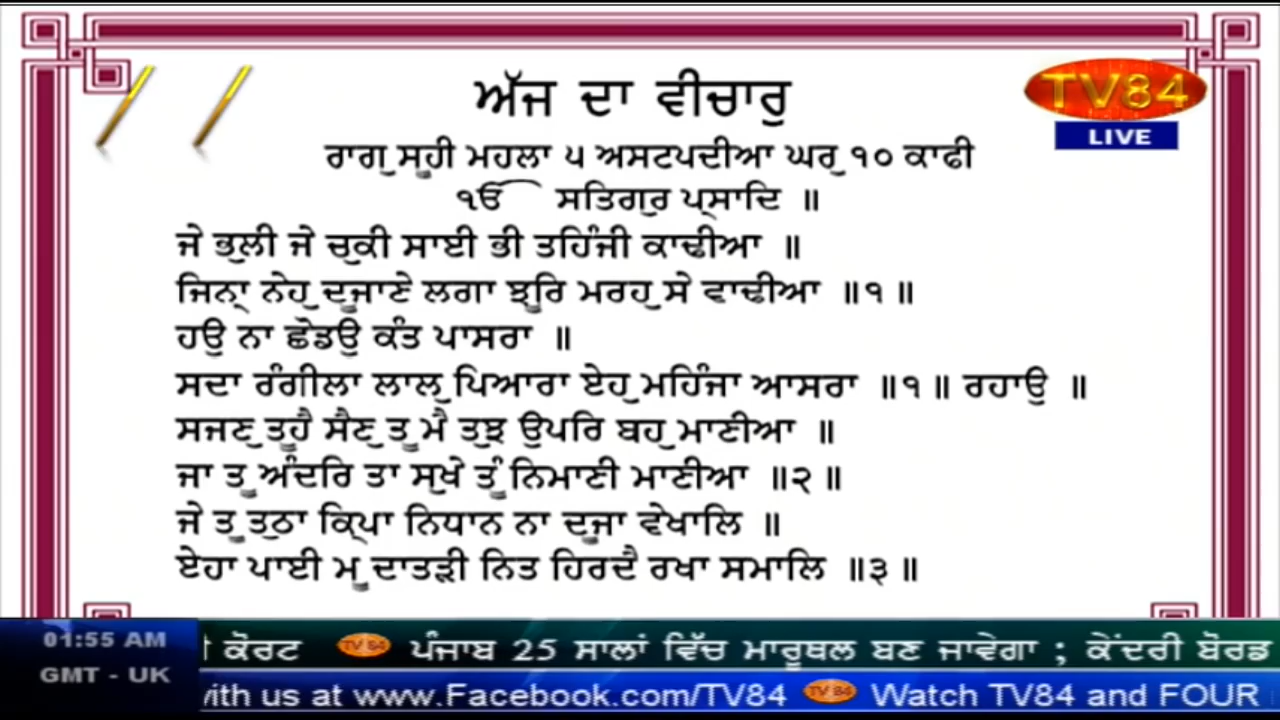 ਅੱਜ ਦਾ ਵੀਚਾਰੁ
TV84
LIVE
ਰਾਗੁ ਸੂਹੀ ਮਹਲਾ ੫ ਅਸਟਪਦੀਆ ਘਰੁ ੧੦ ਕਾਫੀ
ੴ ਸਤਿਗੁਰ ਪ੍ਰਸਾਦਿ ॥
ਜੇ ਭੁਲੀ ਜੇ ਚੁਕੀ ਸਾਈ ਭੀ ਤਹਿੰਜੀ ਕਾਢੀਆ ॥
ਜਿਨ੍ਹਾ ਨੇਹੁ ਦੂਜਾਣੇ ਲਗਾ ਝੂਰਿ ਮਰਹੁ ਸੇ ਵਾਢੀਆ ॥੧॥
ਹਉ ਨਾ ਛੋਡਉ ਕੰਤ ਪਾਸਰਾ ॥
ਸਦਾ ਰੰਗੀਲਾ ਲਾਲੁ ਪਿਆਰਾ ਏਹੁ ਮਹਿੰਜਾ ਆਸਰਾ ॥੧॥ ਰਹਾਉ ॥
ਸਜਣੁ ਤੂਹੈ ਸੈਣੁ ਤੂ ਮੈ ਤੁਝ ਉਪਰਿ ਬਹੁ ਮਾਣੀਆ ॥
ਜਾ ਤੂ ਅੰਦਰਿ ਤਾ ਸੁਖੇ ਤੂੰ ਨਿਮਾਣੀ ਮਾਣੀਆ ॥੨॥
ਜੇ ਤੂ ਤੁਠਾ ਕ੍ਰਿਪਾ ਨਿਧਾਨ ਨਾ ਦੂਜਾ ਵੇਖਾਲਿ ॥
ਏਹਾ ਪਾਈ ਮੂ ਦਾਤੜੀ ਨਿਤ ਹਿਰਦੈ ਰਖਾ ਸਮਾਲਿ ॥੩॥
01:55 AM
GMT - UK
ਕੋਰਟ TV84 ਪੰਜਾਬ 25 ਸਾਲਾਂ ਵਿੱਚ ਮਾਰੂਥਲ ਬਣ ਜਾਵੇਗਾ ; ਕੇਂਦਰੀ ਬੋਰਡ
with us at www.Facebook.com/TV84 TV84 Watch TV84 and FOUR